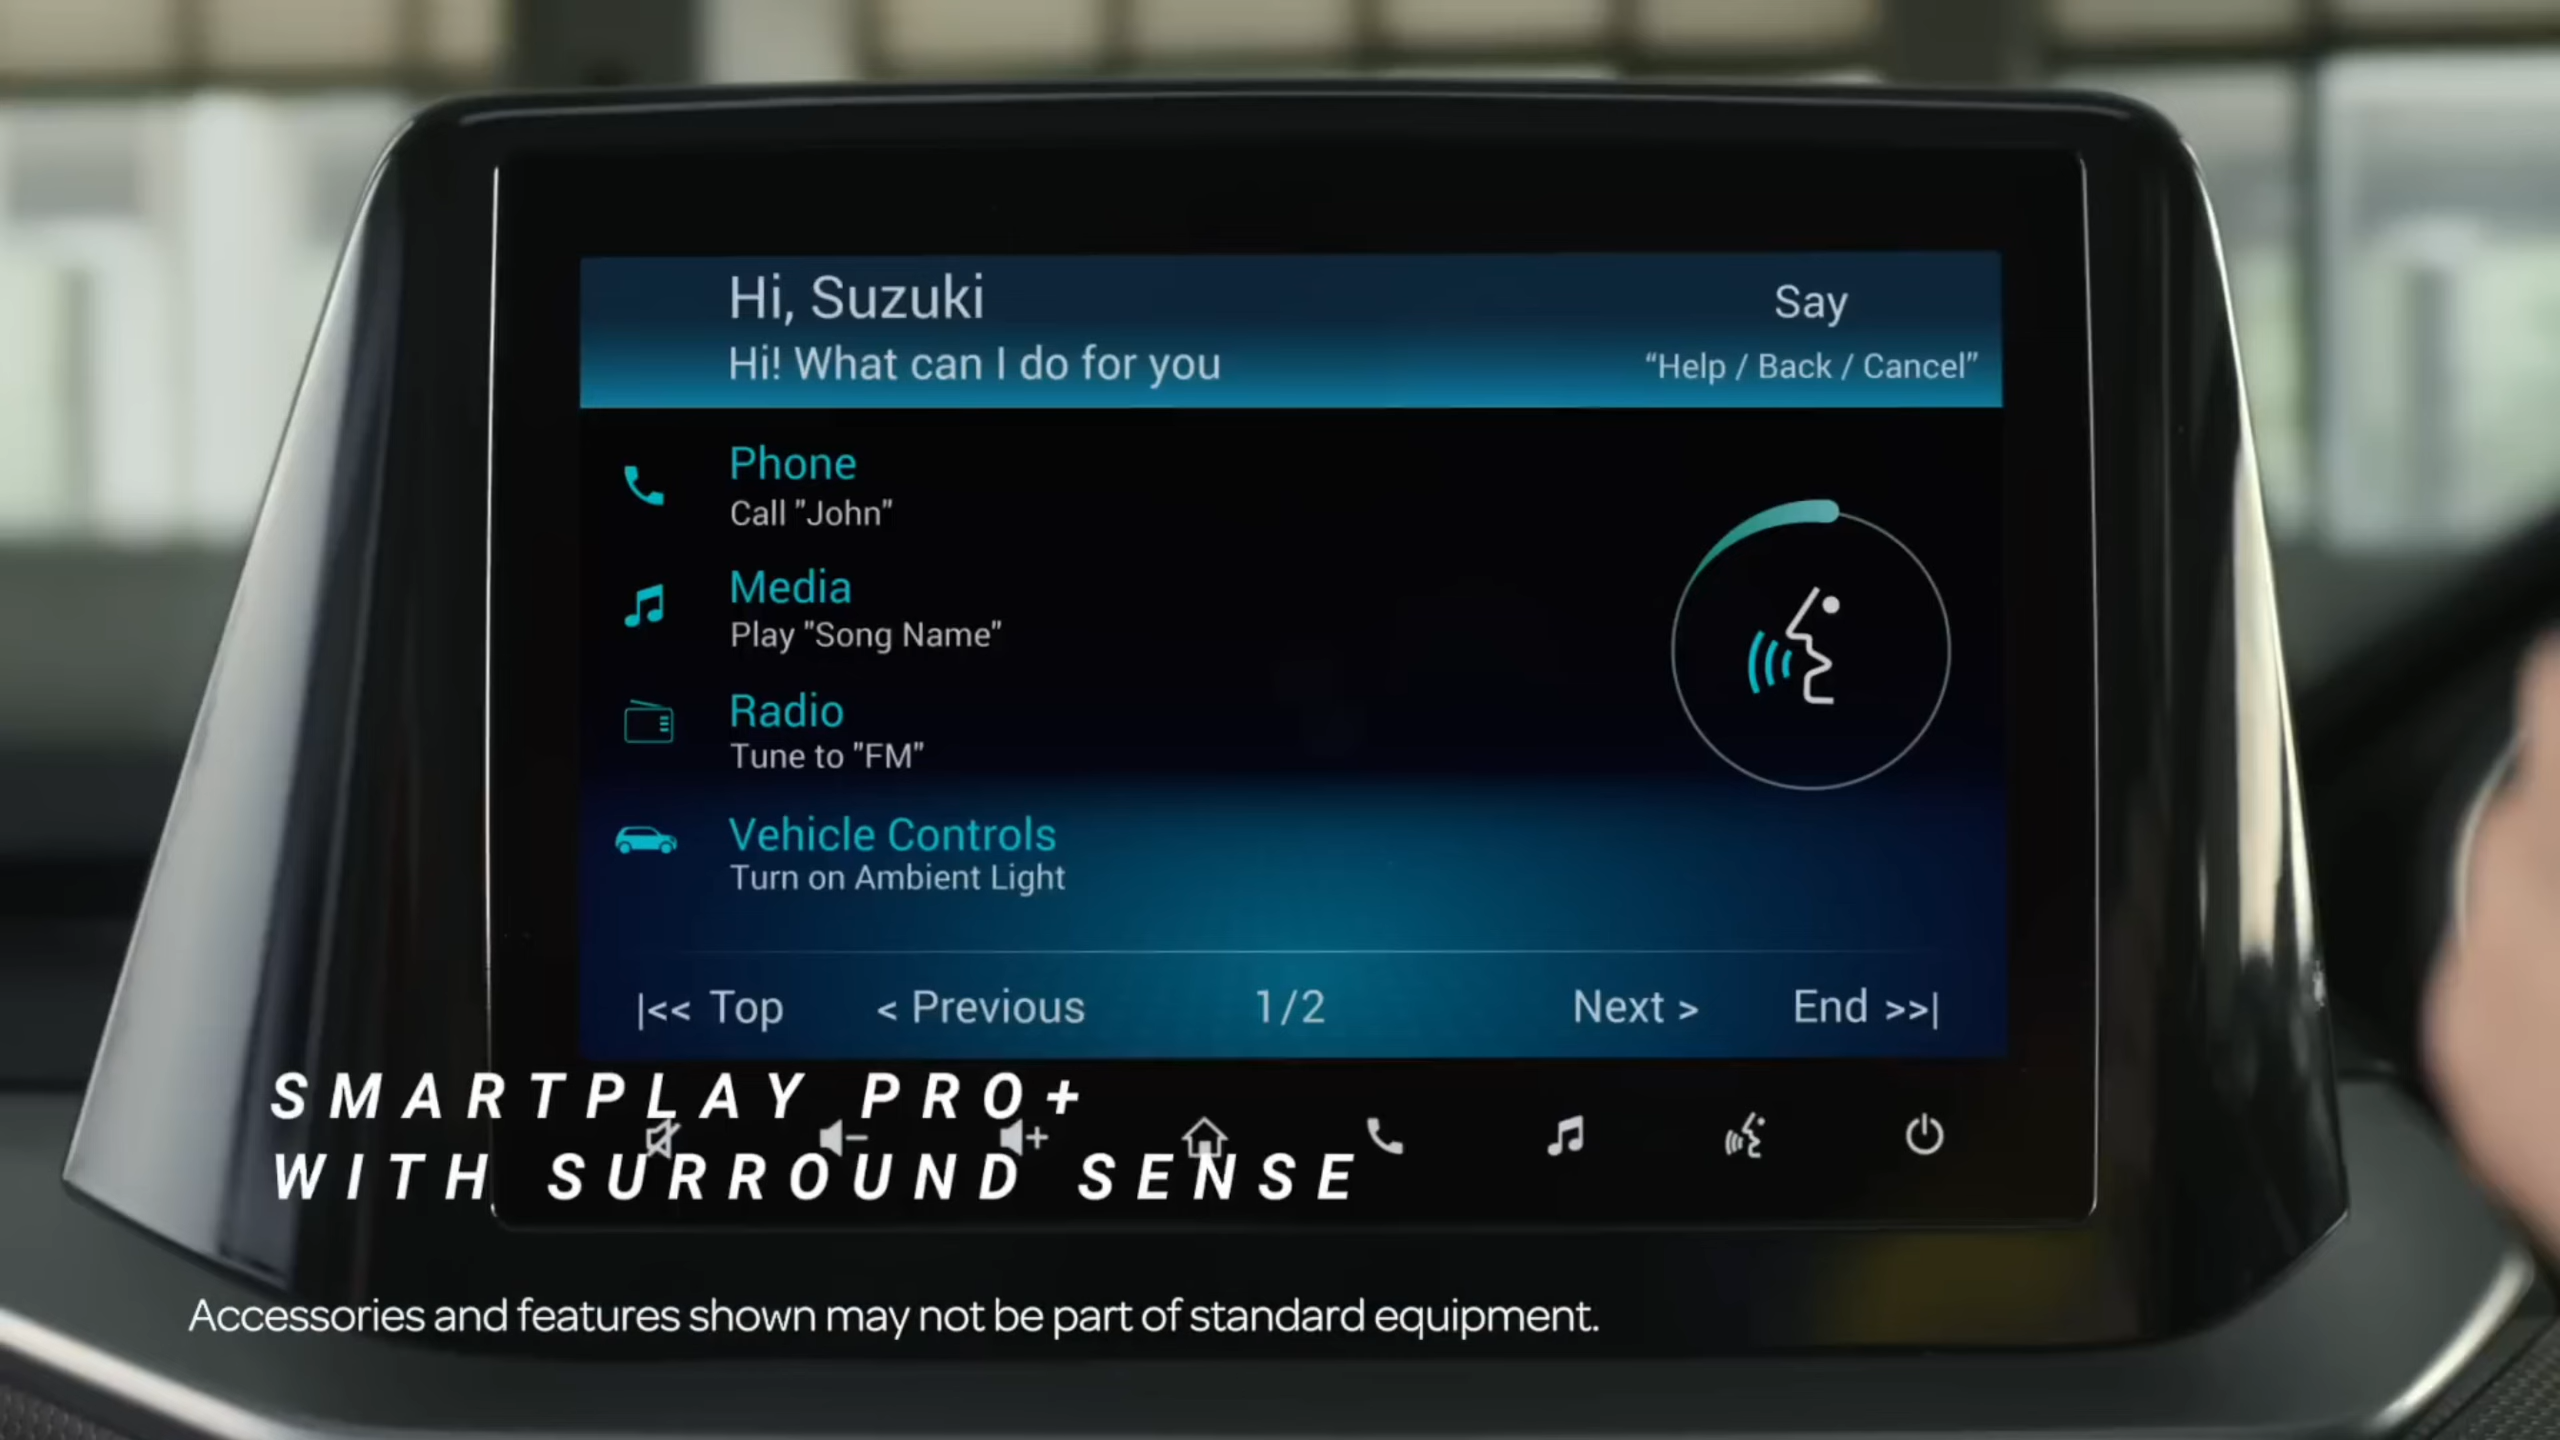 Hi, Suzuki
Say
Hi! What can I do for you
“Help / Back / Cancel”
Phone
Call "John"
Media
Play "Song Name"
Radio
Tune to "FM"
Vehicle Controls
Turn on Ambient Light
|<< Top < Previous 1/2 Next > End >>|
SMARTPLAY PRO+
WITH SURROUND SENSE
Accessories and features shown may not be part of standard equipment.